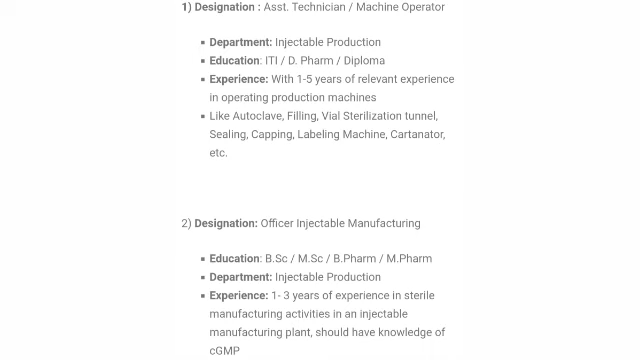 1) Designation : Asst. Technician / Machine Operator
▪ Department: Injectable Production
▪ Education: ITI / D. Pharm / Diploma
▪ Experience: With 1-5 years of relevant experience
in operating production machines
▪ Like Autoclave, Filling, Vial Sterilization tunnel,
Sealing, Capping, Labeling Machine, Cartanator,
etc.
2) Designation: Officer Injectable Manufacturing
▪ Education: B.Sc / M.Sc / B.Pharm / M.Pharm
▪ Department: Injectable Production
▪ Experience: 1- 3 years of experience in sterile
manufacturing activities in an injectable
manufacturing plant, should have knowledge of
cGMP